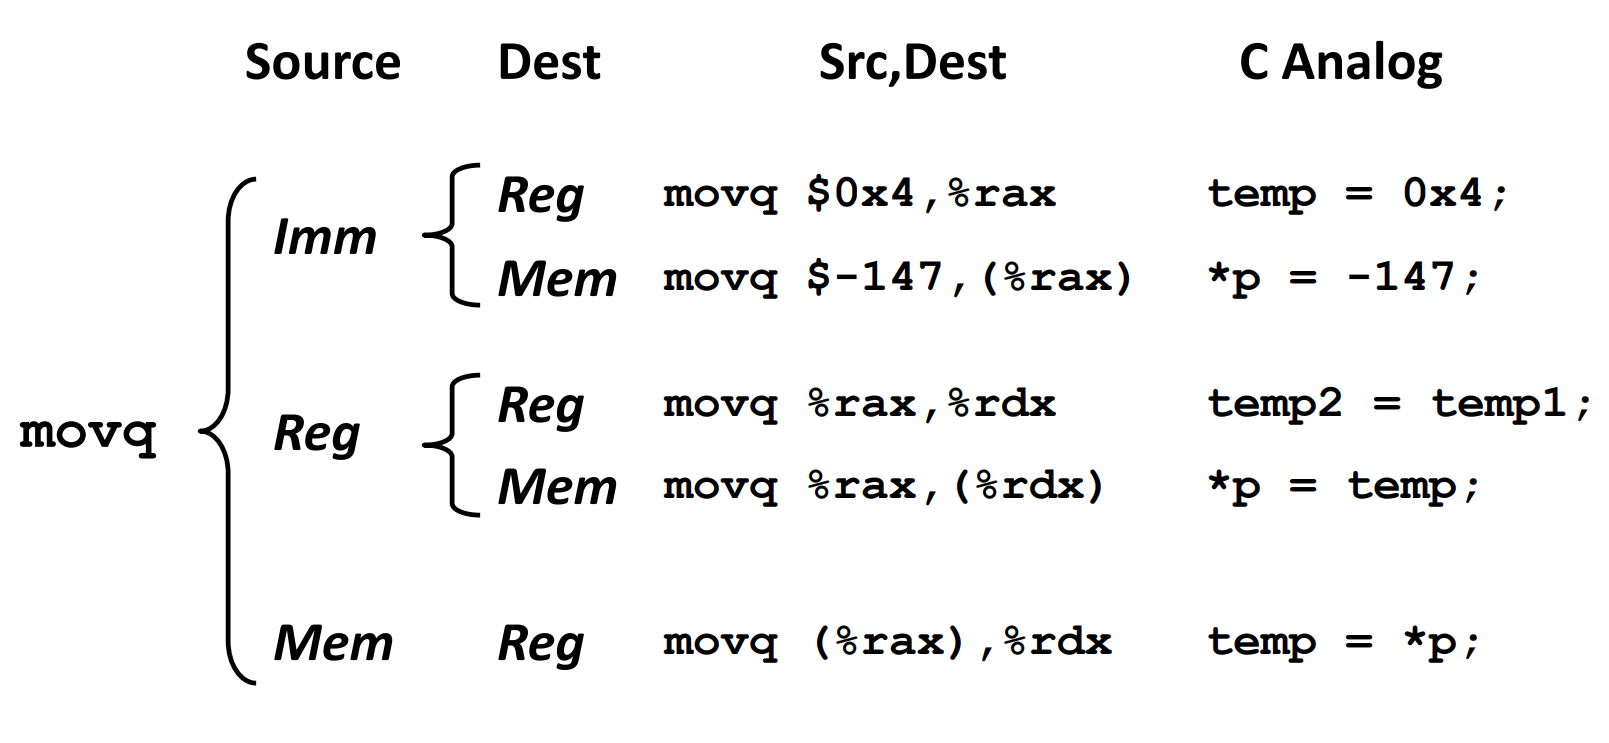 Source Dest Src,Dest C Analog
Reg movq $0x4,%rax temp = 0x4;
Imm
Mem movq $-147,(%rax) *p = -147;
Reg movq %rax,%rdx temp2 = temp1;
movq Reg
Mem movq %rax,(%rdx) *p = temp;
Mem Reg movq (%rax),%rdx temp = *p;